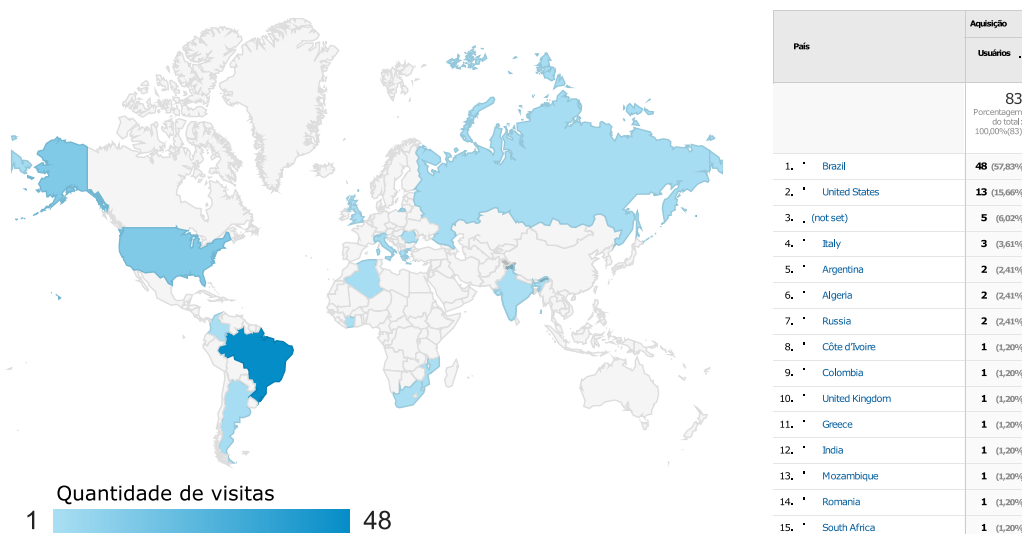 País
Aquisição
Usuários
83
Porcentagem
do total:
100,00%(83)
1. Brazil 48 (57,83%
2. United States 13 (15,66%
3. (not set) 5 (6,02%
4. Italy 3 (3,61%
5. Argentina 2 (2,41%
6. Algeria 2 (2,41%
7. Russia 2 (2,41%
8. Côte d'Ivoire 1 (1,20%
9. Colombia 1 (1,20%
10. United Kingdom 1 (1,20%
11. Greece 1 (1,20%
12. India 1 (1,20%
13. Mozambique 1 (1,20%
14. Romania 1 (1,20%
15. South Africa 1 (1,20%
Quantidade de visitas
1 48